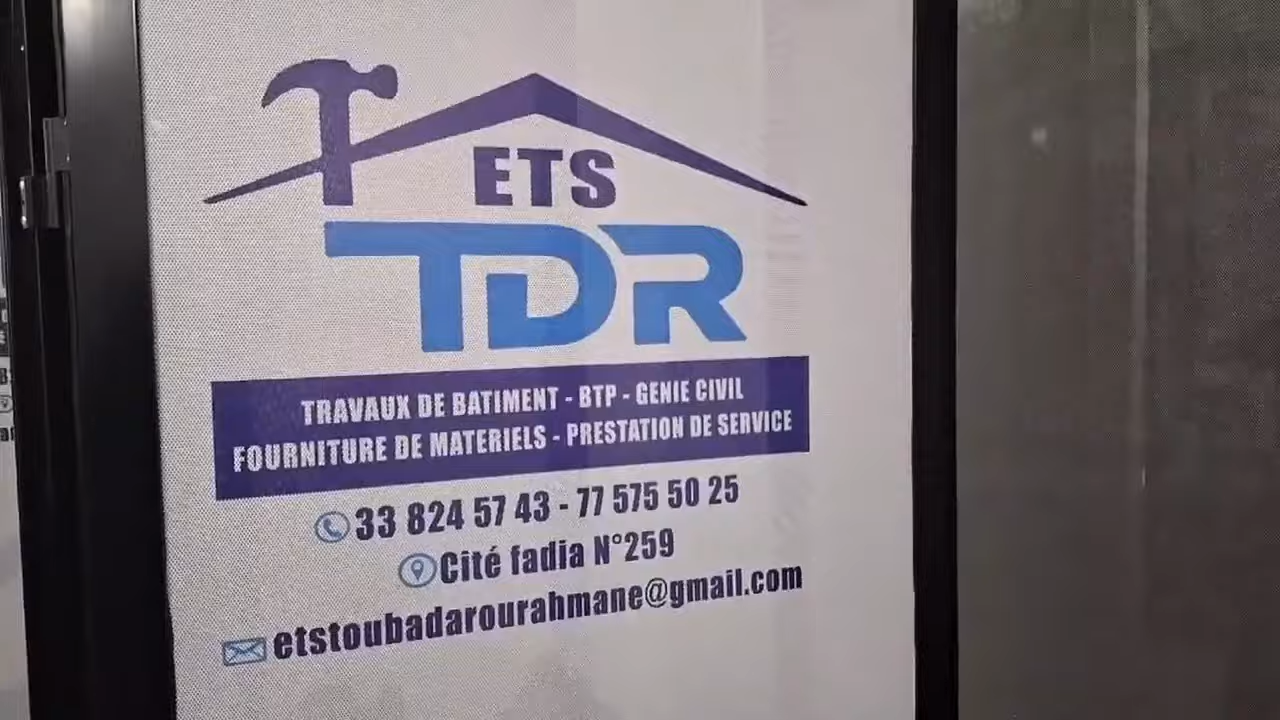 ETS
TDR
TRAVAUX DE BATIMENT - BTP - GENIE CIVIL
FOURNITURE DE MATERIELS - PRESTATION DE SERVICE
33 824 57 43 - 77 575 50 25
Cité fadia N°259
etstoubadarourahmane@gmail.com